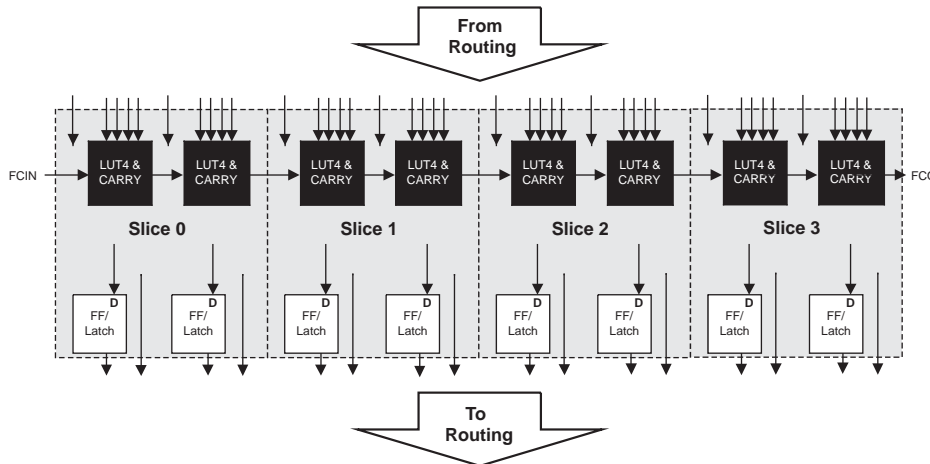 From
Routing
LUT4 &
CARRY
LUT4 &
CARRY
LUT4 &
CARRY
LUT4 &
CARRY
LUT4 &
CARRY
LUT4 &
CARRY
LUT4 &
CARRY
LUT4 &
CARRY
FCIN
FCO
Slice 0
Slice 1
Slice 2
Slice 3
D
FF/
Latch
D
FF/
Latch
D
FF/
Latch
D
FF/
Latch
D
FF/
Latch
D
FF/
Latch
D
FF/
Latch
D
FF/
Latch
To
Routing